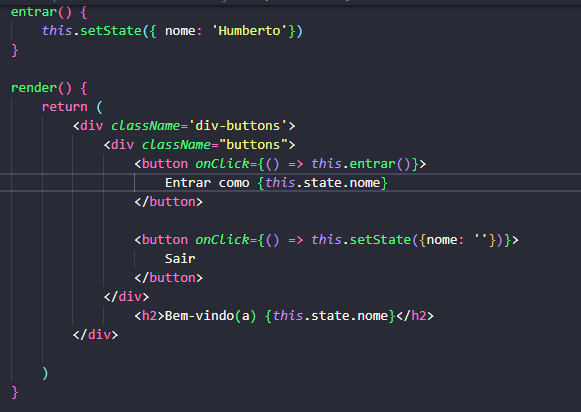 entrar() {
this.setState({ nome: 'Humberto'})
}
render() {
return (
<div className='div-buttons'>
<div className="buttons">
<button onClick={() => this.entrar()}>
Entrar como {this.state.nome}
</button>
<button onClick={() => this.setState({nome: ''})}>
Sair
</button>
</div>
<h2>Bem-vindo(a) {this.state.nome}</h2>
</div>
)
}